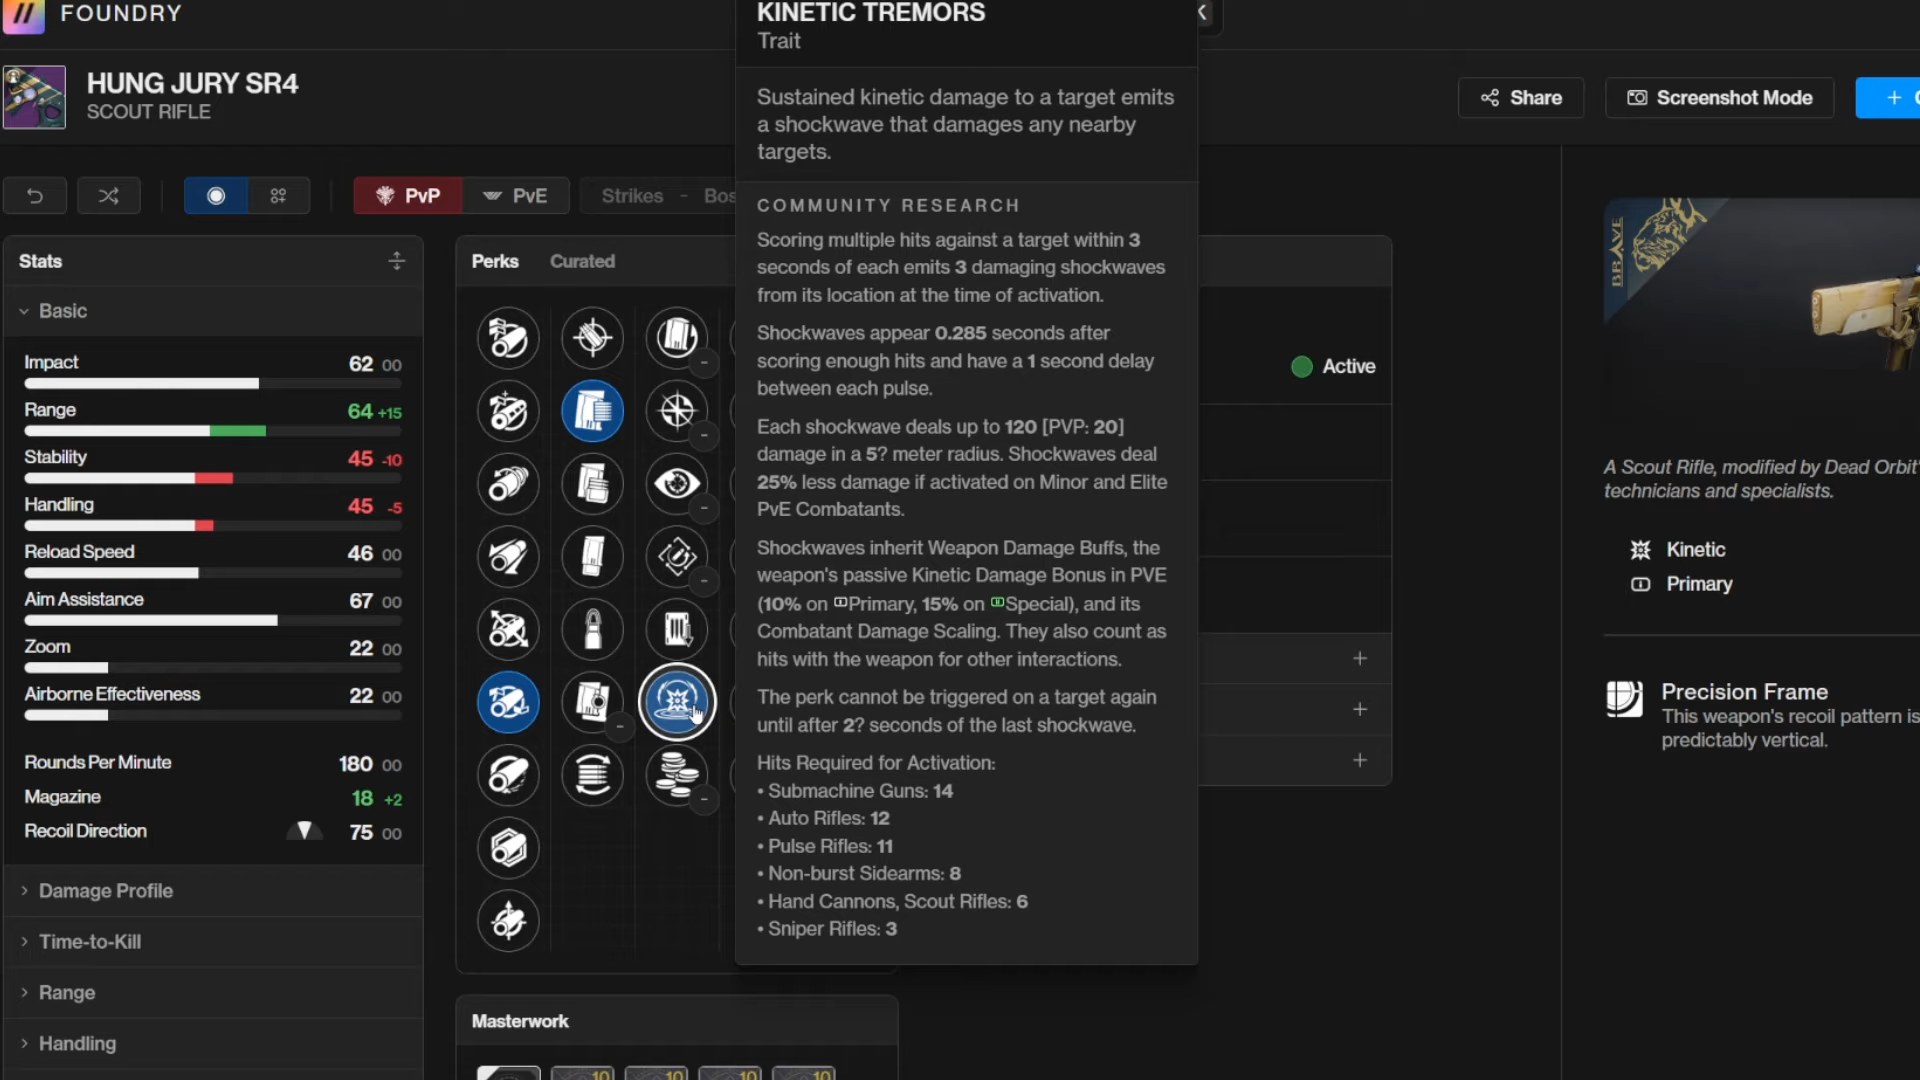 FOUNDRY
HUNG JURY SR4
SCOUT RIFLE
Share
Screenshot Mode
PvP
PvE
Strikes - Bos
Stats
Basic
Impact 62 00
Range 64 +15
Stability 45 -10
Handling 45 -5
Reload Speed 46 00
Aim Assistance 67 00
Zoom 22 00
Airborne Effectiveness 22 00
Rounds Per Minute 180 00
Magazine 18 +2
Recoil Direction 75 00
Damage Profile
Time-to-Kill
Range
Handling
Perks Curated
Masterwork
10 10 10 10
KINETIC TREMORS
Trait
Sustained kinetic damage to a target emits
a shockwave that damages any nearby
targets.
COMMUNITY RESEARCH
Scoring multiple hits against a target within 3
seconds of each emits 3 damaging shockwaves
from its location at the time of activation.
Shockwaves appear 0.285 seconds after
scoring enough hits and have a 1 second delay
between each pulse.
Each shockwave deals up to 120 [PVP: 20]
damage in a 5? meter radius. Shockwaves deal
25% less damage if activated on Minor and Elite
PvE Combatants.
Shockwaves inherit Weapon Damage Buffs, the
weapon's passive Kinetic Damage Bonus in PVE
(10% on Primary, 15% on Special), and its
Combatant Damage Scaling. They also count as
hits with the weapon for other interactions.
The perk cannot be triggered on a target again
until after 2? seconds of the last shockwave.
Hits Required for Activation:
• Submachine Guns: 14
• Auto Rifles: 12
• Pulse Rifles: 11
• Non-burst Sidearms: 8
• Hand Cannons, Scout Rifles: 6
• Sniper Rifles: 3
Active
BRAVE
A Scout Rifle, modified by Dead Orbit'
technicians and specialists.
Kinetic
Primary
Precision Frame
This weapon's recoil pattern is
predictably vertical.